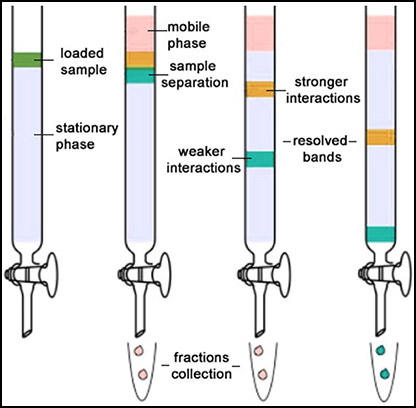 mobile
phase
loaded
sample
sample
separation
stationary
phase
stronger
interactions
weaker
interactions
resolved
bands
fractions
collection